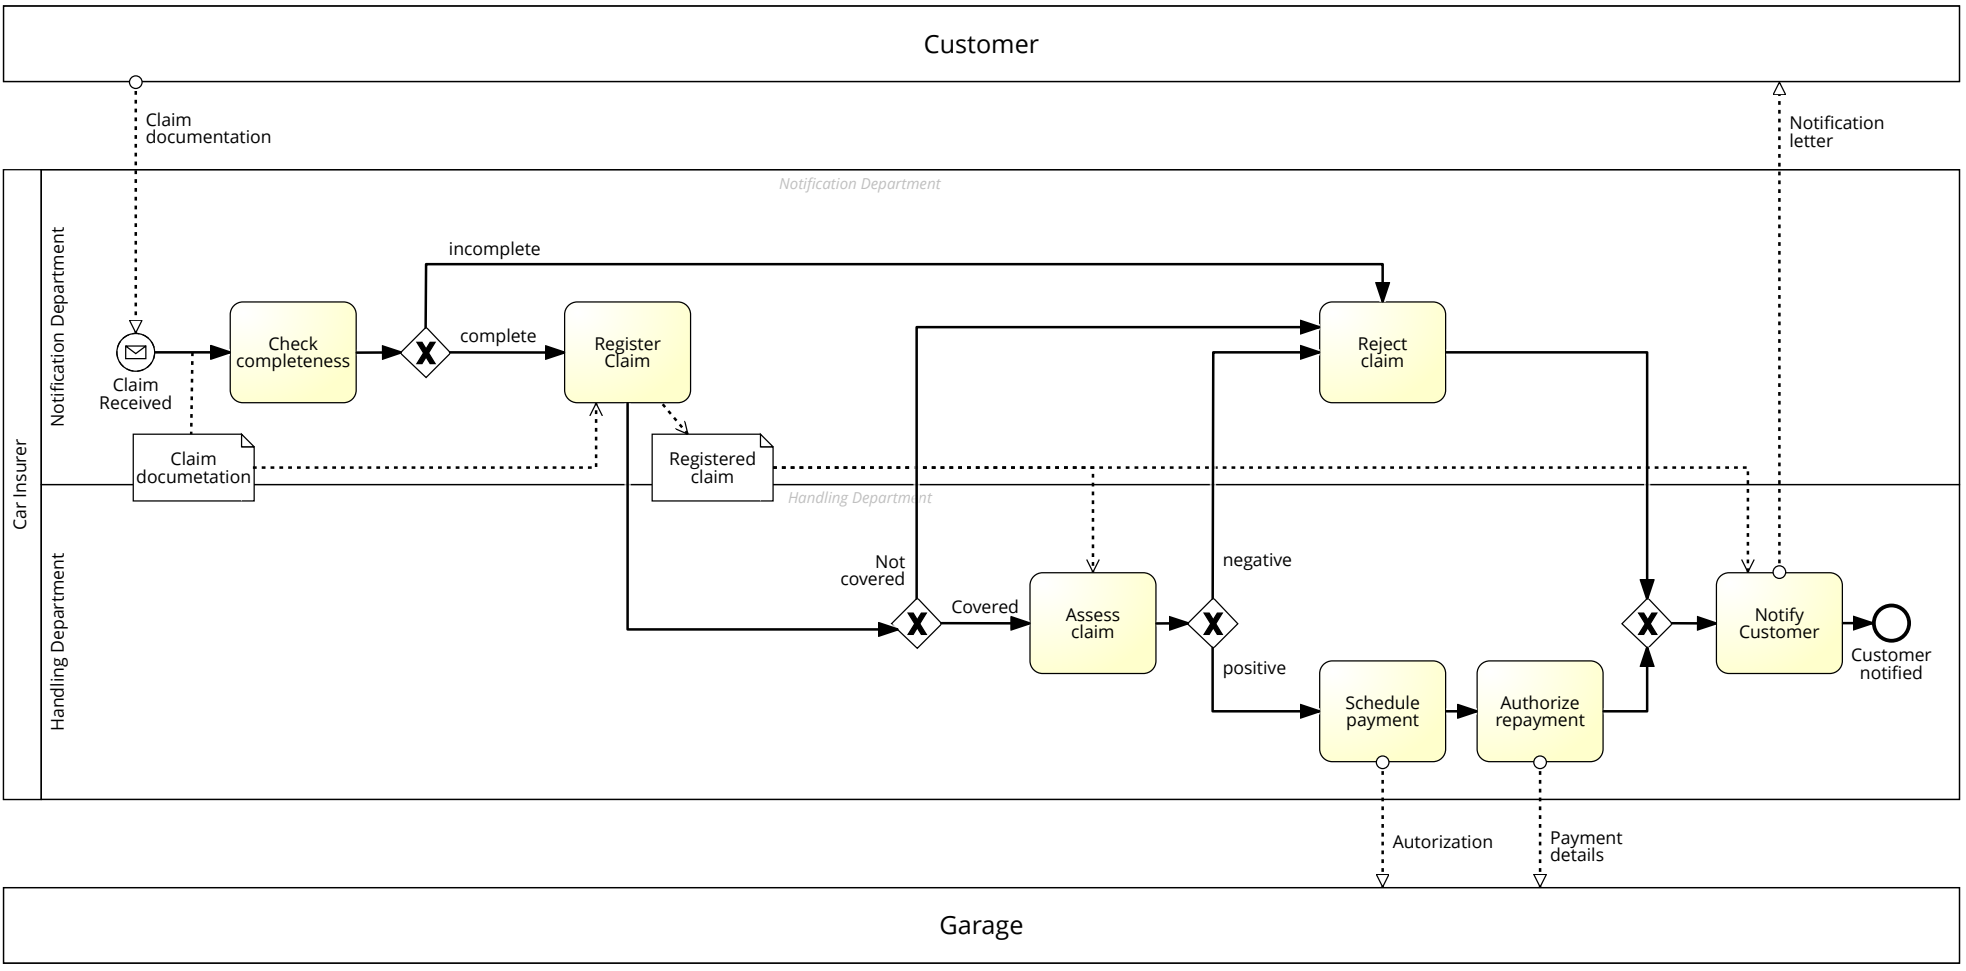 Customer
Claim
documentation
Notification
letter
Notification Department
Car Insurer
Notification Department
incomplete
complete
Check
completeness
Register
Claim
Reject
claim
Claim
Received
Claim
documetation
Registered
claim
Handling Department
Handling Department
Not
covered
Covered
Assess
claim
negative
positive
Schedule
payment
Authorize
repayment
Notify
Customer
Customer
notified
Autorization
Payment
details
Garage